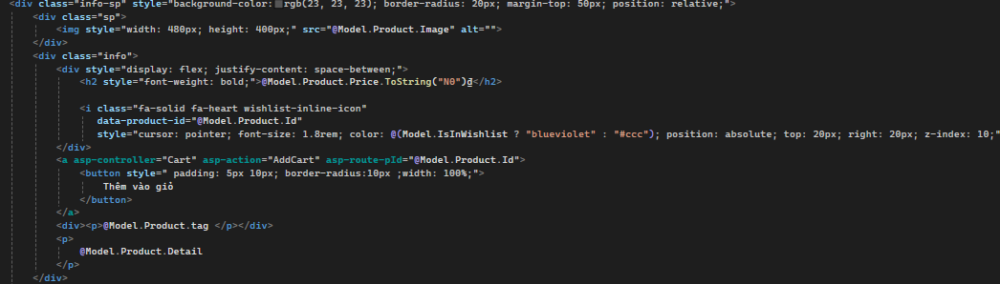 <div class="info-sp" style="background-color: rgb(23, 23, 23); border-radius: 20px; margin-top: 50px; position: relative;">
<div class="sp">
<img style="width: 480px; height: 400px;" src="@Model.Product.Image" alt="">
</div>
<div class="info">
<div style="display: flex; justify-content: space-between;">
<h2 style="font-weight: bold;">@Model.Product.Price.ToString("N0")₫</h2>
<i class="fa-solid fa-heart wishlist-inline-icon"
data-product-id="@Model.Product.Id"
style="cursor: pointer; font-size: 1.8rem; color: @(Model.IsInWishlist ? "blueviolet" : "#ccc"); position: absolute; top: 20px; right: 20px; z-index: 10;"
</div>
<a asp-controller="Cart" asp-action="AddCart" asp-route-pId="@Model.Product.Id">
<button style=" padding: 5px 10px; border-radius:10px ;width: 100%;">
Thêm vào giỏ
</button>
</a>
<div><p>@Model.Product.tag </p></div>
<p>
@Model.Product.Detail
</p>
</div>